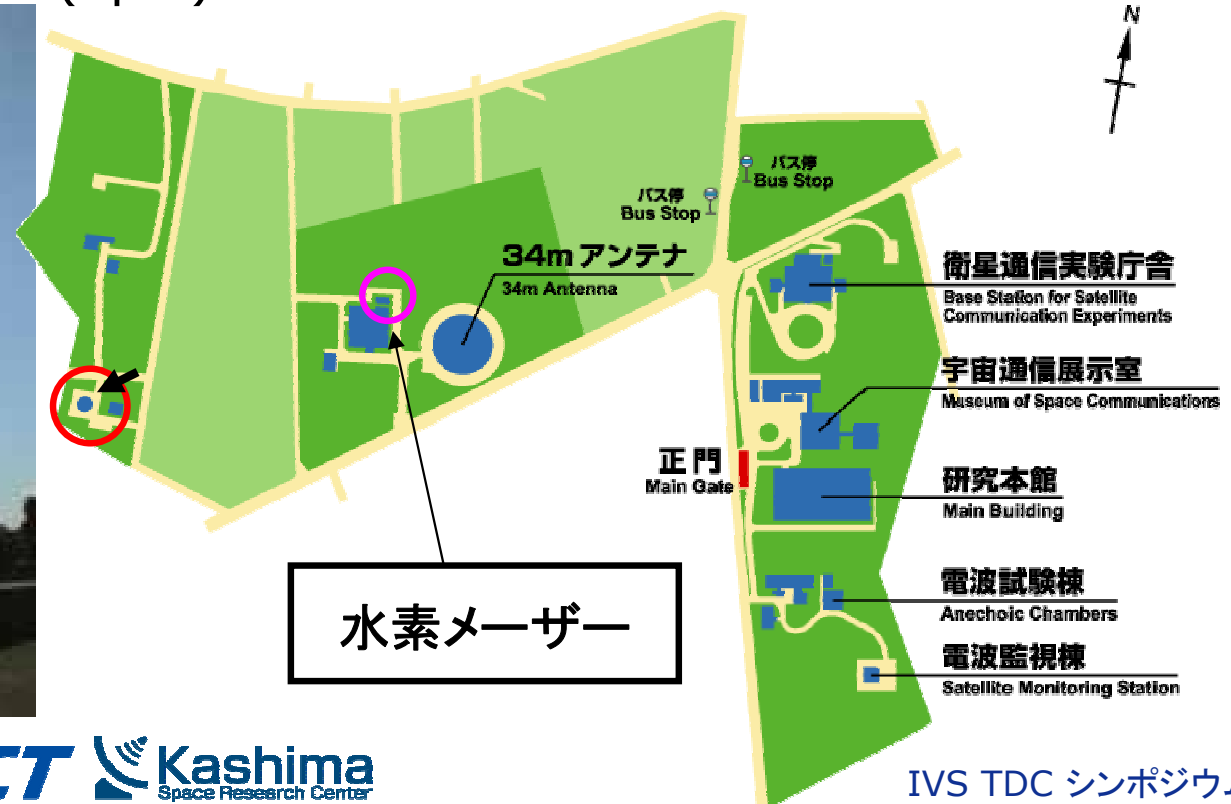 N
バス停
Bus Stop
バス停
Bus Stop
34m アンテナ
34m Antenna
衛星通信実験庁舎
Base Station for Satellite
Communication Experiments
宇宙通信展示室
Museum of Space Communications
正門
Main Gate
研究本館
Main Building
水素メーザー
電波試験棟
Anechoic Chambers
電波監視棟
Satellite Monitoring Station
CT Kashima
Space Research Center
IVS TDC シンポジウ